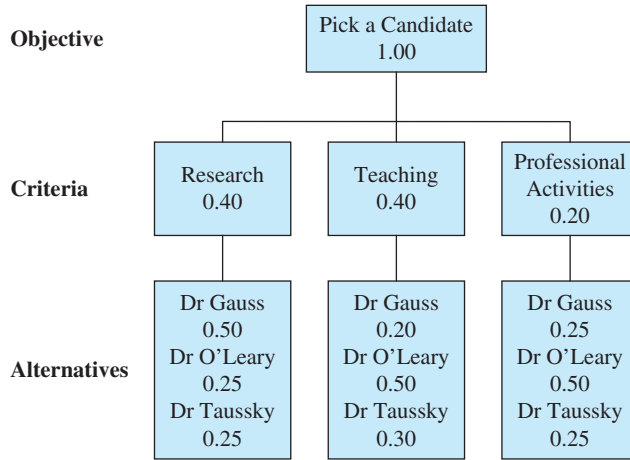 Objective
Pick a Candidate
1.00
Criteria
Research
0.40
Teaching
0.40
Professional
Activities
0.20
Alternatives
Dr Gauss
0.50
Dr O’Leary
0.25
Dr Taussky
0.25
Dr Gauss
0.20
Dr O’Leary
0.50
Dr Taussky
0.30
Dr Gauss
0.25
Dr O’Leary
0.50
Dr Taussky
0.25